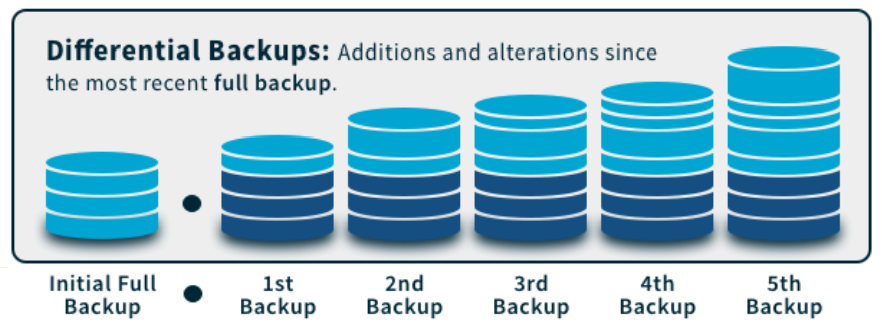 Differential Backups: Additions and alterations since
the most recent full backup.
Initial Full
Backup
1st
Backup
2nd
Backup
3rd
Backup
4th
Backup
5th
Backup